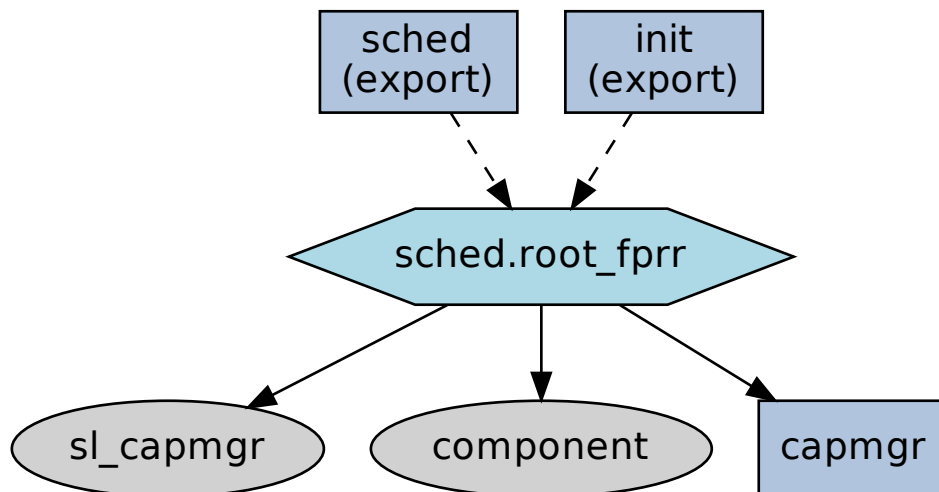 sched
(export)
init
(export)
sched.root_fprr
sl_capmgr
component
capmgr